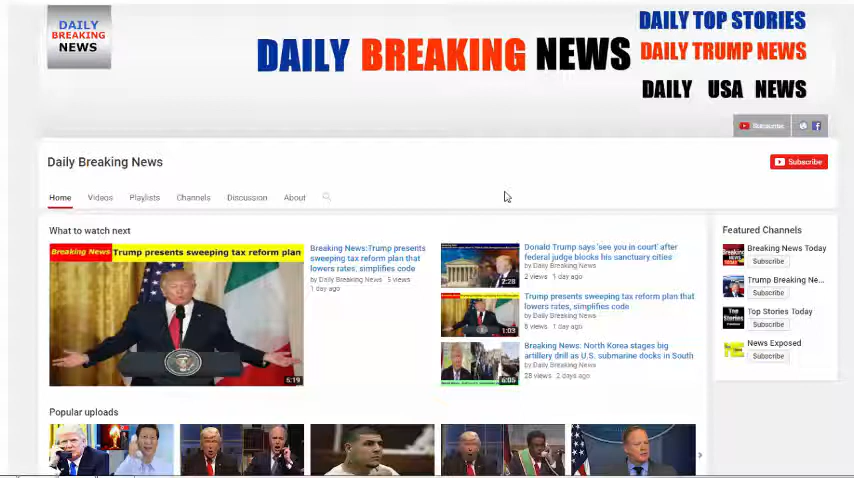 DAILY
BREAKING
NEWS
DAILY BREAKING NEWS
DAILY TOP STORIES
DAILY TRUMP NEWS
DAILY USA NEWS
Subscribe
Daily Breaking News
Subscribe
Home Videos Playlists Channels Discussion About
What to watch next
Breaking News Trump presents sweeping tax reform plan
5:19
Breaking News:Trump presents
sweeping tax reform plan that
lowers rates, simplifies code
by Daily Breaking News 5 views
1 day ago
2:28
Donald Trump says 'see you in court' after
federal judge blocks his sanctuary cities
by Daily Breaking News
2 views 1 day ago
1:03
Trump presents sweeping tax reform plan that
lowers rates, simplifies code
by Daily Breaking News
6 views 1 day ago
6:05
Breaking News: North Korea stages big
artillery drill as U.S. submarine docks in South
by Daily Breaking News
28 views 2 days ago
Featured Channels
Breaking News Today
Subscribe
Trump Breaking Ne...
Subscribe
Top Stories Today
Subscribe
News Exposed
Subscribe
Popular uploads